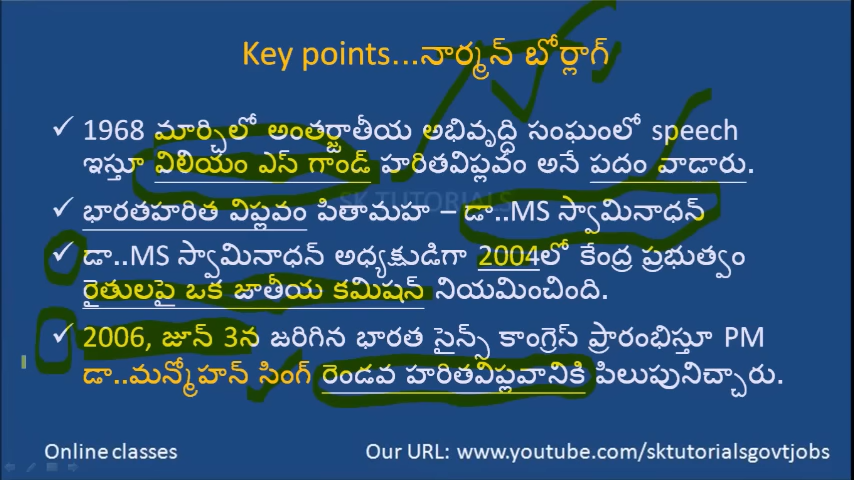 Key points...నార్మన్ బోర్లాగ్
✓ 1968 మార్చిలో అంతర్జాతీయ అభివృద్ధి సంఘంలో speech
ఇస్తూ విలియం ఎస్ గాండ్ హరితవిప్లవం అనే పదం వాడారు.
SK TUTORIALS
✓ భారతహరిత విప్లవం పితామహ – డా..MS స్వామినాధన్
✓ డా..MS స్వామినాధన్ అధ్యక్షుడిగా 2004లో కేంద్ర ప్రభుత్వం
రైతులపై ఒక జాతీయ కమిషన్ నియమించింది.
✓ 2006, జూన్ 3న జరిగిన భారత సైన్స్ కాంగ్రెస్ ప్రారంభిస్తూ PM
డా..మన్మోహన్ సింగ్ రెండవ హరితవిప్లవానికి పిలుపునిచ్చారు.
Online classes
Our URL: www.youtube.com/sktutorialsgovtjobs